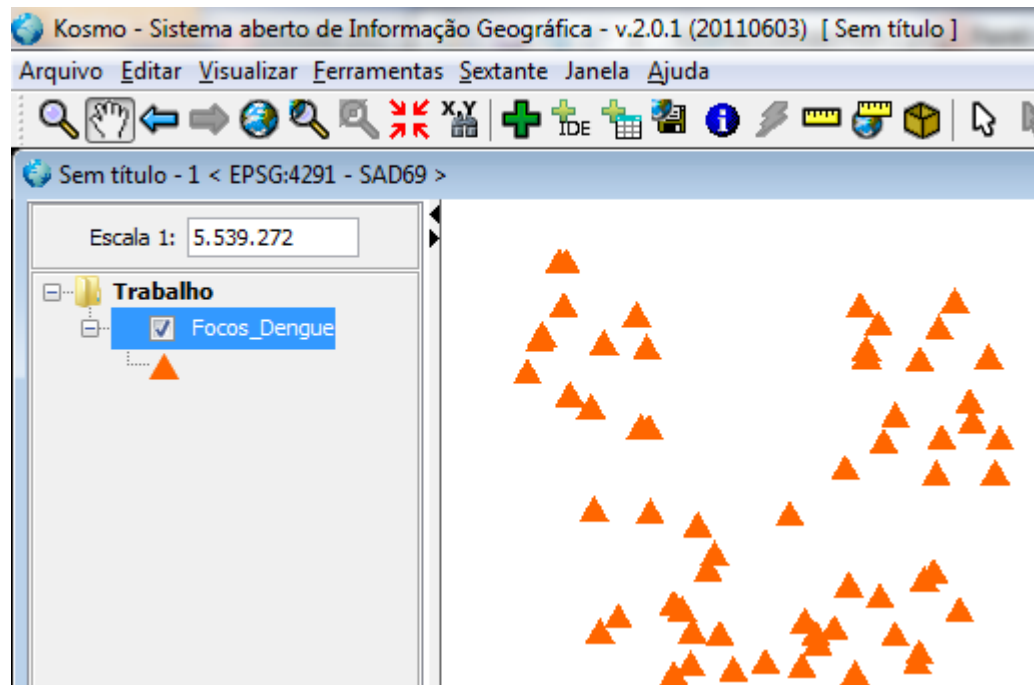 Kosmo - Sistema aberto de Informação Geográfica - v.2.0.1 (20110603) [ Sem título ]
Arquivo Editar Visualizar Ferramentas Sextante Janela Ajuda
X,Y
IDE
Sem título - 1 < EPSG:4291 - SAD69 >
Escala 1: 5.539.272
Trabalho
Focos_Dengue